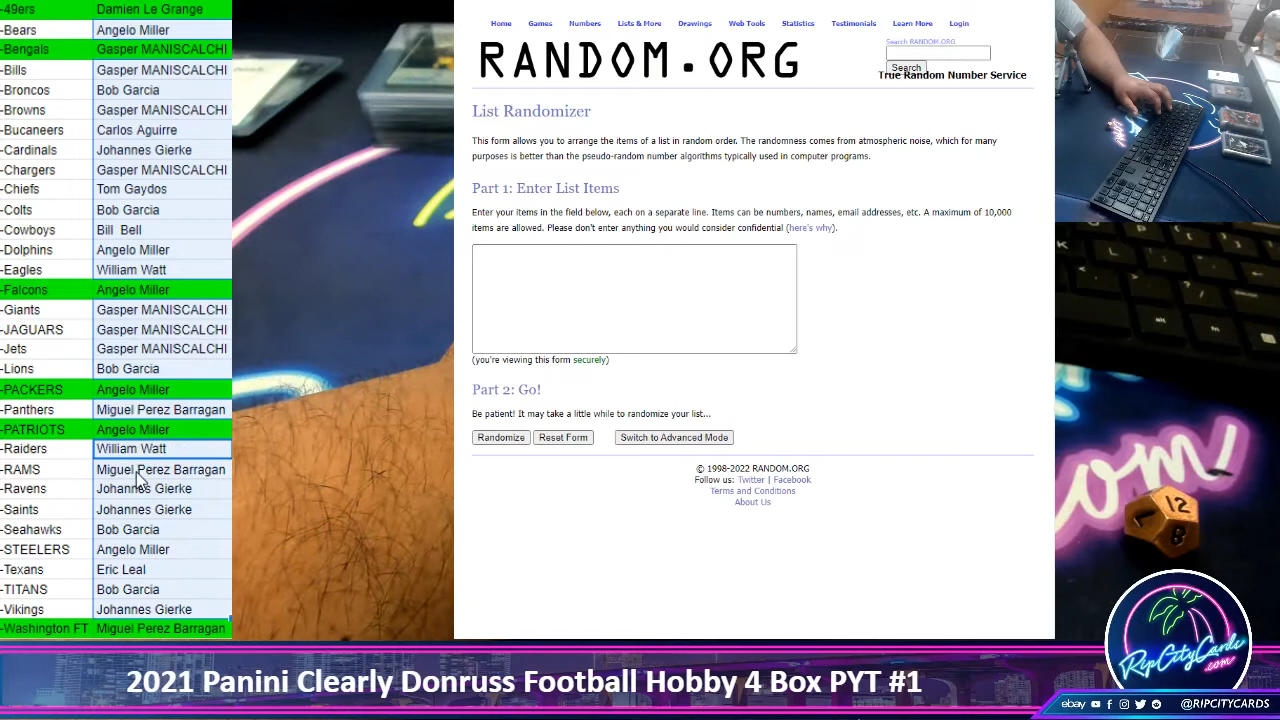 -49ers Damien Le Grange
-Bears Angelo Miller
-Bengals Gasper MANISCALCHI
-Bills Gasper MANISCALCHI
-Broncos Bob Garcia
-Browns Gasper MANISCALCHI
-Bucaneers Carlos Aguirre
-Cardinals Johannes Gierke
-Chargers Gasper MANISCALCHI
-Chiefs Tom Gaydos
-Colts Bob Garcia
-Cowboys Bill Bell
-Dolphins Angelo Miller
-Eagles William Watt
-Falcons Angelo Miller
-Giants Gasper MANISCALCHI
-JAGUARS Gasper MANISCALCHI
-Jets Gasper MANISCALCHI
-Lions Bob Garcia
-PACKERS Angelo Miller
-Panthers Miguel Perez Barragan
-PATRIOTS Angelo Miller
-Raiders William Watt
-RAMS Miguel Perez Barragan
-Ravens Johannes Gierke
-Saints Johannes Gierke
-Seahawks Bob Garcia
-STEELERS Angelo Miller
-Texans Eric Leal
-TITANS Bob Garcia
-Vikings Johannes Gierke
-Washington FT Miguel Perez Barragan
Home Games Numbers Lists & More Drawings Web Tools Statistics Testimonials Learn More Login
RANDOM.ORG
Search RANDOM.ORG
Search
True Random Number Service
List Randomizer
This form allows you to arrange the items of a list in random order. The randomness comes from atmospheric noise, which for many
purposes is better than the pseudo-random number algorithms typically used in computer programs.
Part 1: Enter List Items
Enter your items in the field below, each on a separate line. Items can be numbers, names, email addresses, etc. A maximum of 10,000
items are allowed. Please don't enter anything you would consider confidential (here's why).
(you're viewing this form securely)
Part 2: Go!
Be patient! It may take a little while to randomize your list...
Randomize Reset Form Switch to Advanced Mode
© 1998-2022 RANDOM.ORG
Follow us: Twitter | Facebook
Terms and Conditions
About Us
12
8
RipCityCards
.com
2021 Panini Clearly Donruss Football Hobby 4 Box PYT #1
ebay @RIPCITYCARDS